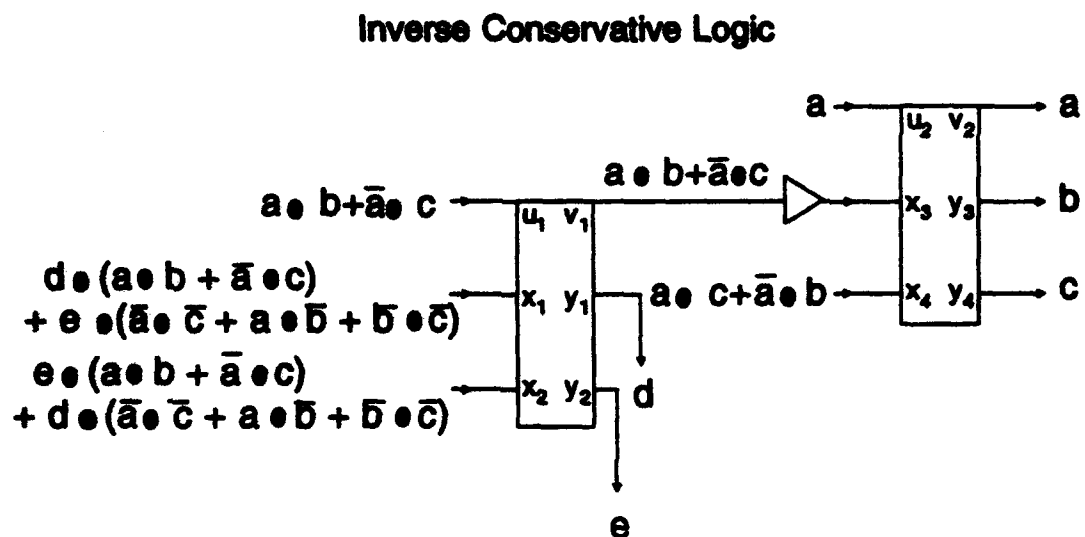 Inverse Conservative Logic
a
u₂ v₂
a
a • b+a̅•c
a • b+a̅• c
u₁ v₁
x₃ y₃
b
d • (a• b + a̅ •c)
+ e •(a̅• c̅ + a •b̅ + b̅ •c̅)
x₁ y₁
a• c+a̅• b
x₄ y₄
c
e • (a• b + a̅ • c)
+ d •(a̅• c̅ + a •b̅ + b̅ •c̅)
x₂ y₂
d
e